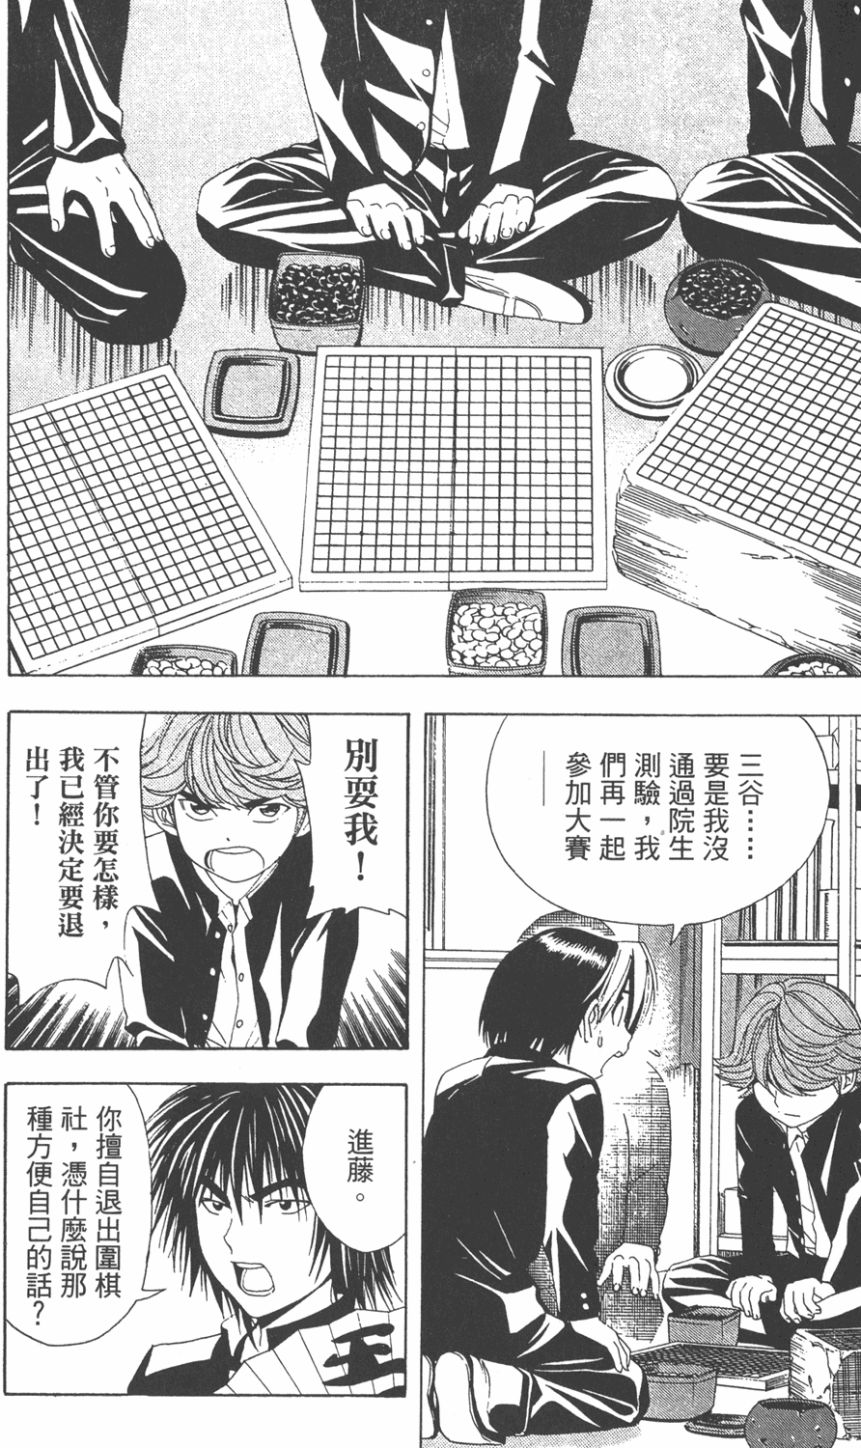 三谷……
要是我沒
通過院生
測驗，我
們再一起
參加大賽
——
別耍我！
不管你要怎樣，
我已經決定要退
出了！
進藤。
你擅自退出圍棋
社，憑什麼說那
種方便自己的話？
王